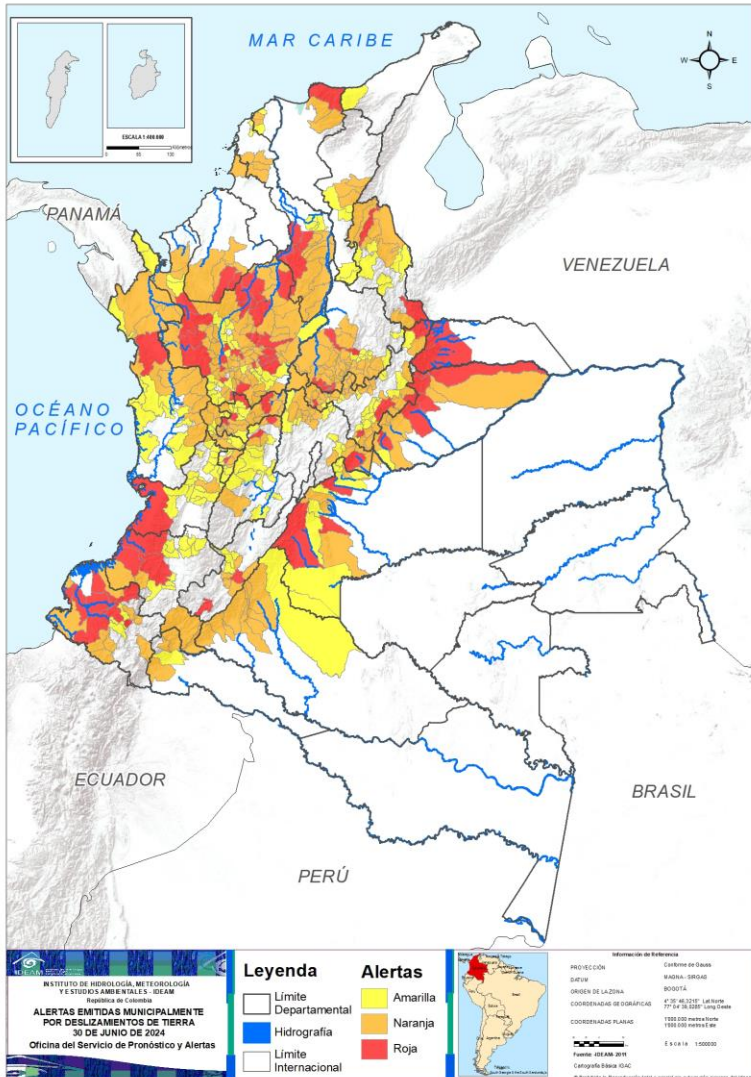 MAR CARIBE
N
W
E
S
ESCALA 1:400.000
PANAMÁ
VENEZUELA
OCÉANO
PACÍFICO
ECUADOR
BRASIL
PERÚ
IDEAM
INSTITUTO DE HIDROLOGÍA, METEOROLOGÍA
Y ESTUDIOS AMBIENTALES - IDEAM
República de Colombia
ALERTAS EMITIDAS MUNICIPALMENTE
POR DESLIZAMIENTOS DE TIERRA
30 DE JUNIO DE 2024
Oficina del Servicio de Pronóstico y Alertas
Leyenda
Límite
Departamental
Hidrografía
Límite
Internacional
Alertas
Amarilla
Naranja
Roja
Información de Referencia
PROYECCIÓN Conforme de Gauss
DATUM MAGNA - SIRGAS
ORIGEN DE LA ZONA BOGOTÁ
COORDENADAS GEOGRÁFICAS
COORDENADAS PLANAS
Fuente: IDEAM- 2011
Cartografía Básica: IGAC